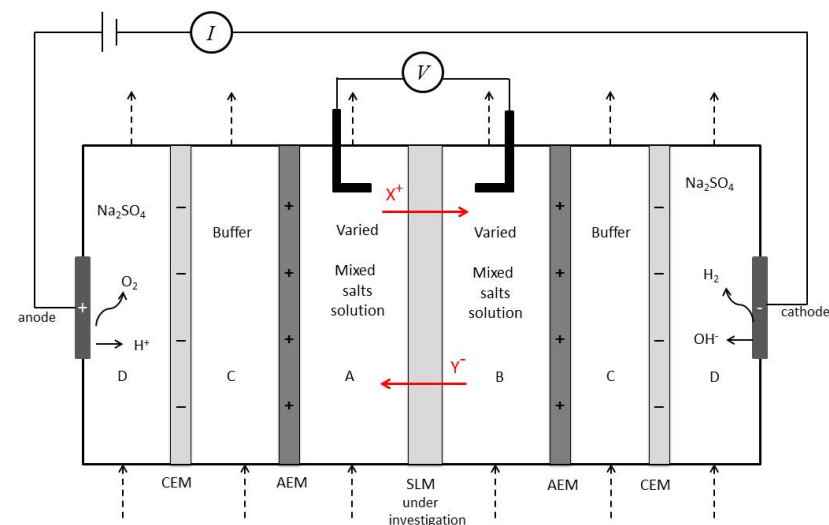 I
V
Na2SO4
Na2SO4
X+
Buffer
Varied
Varied
Buffer
Mixed
salts
solution
Mixed
salts
solution
O2
H2
+
-
anode
cathode
H+
OH-
Y-
D
C
A
B
C
D
− − − −
+ + + +
+ + + +
− − − −
CEM
AEM
SLM
under
investigation
AEM
CEM